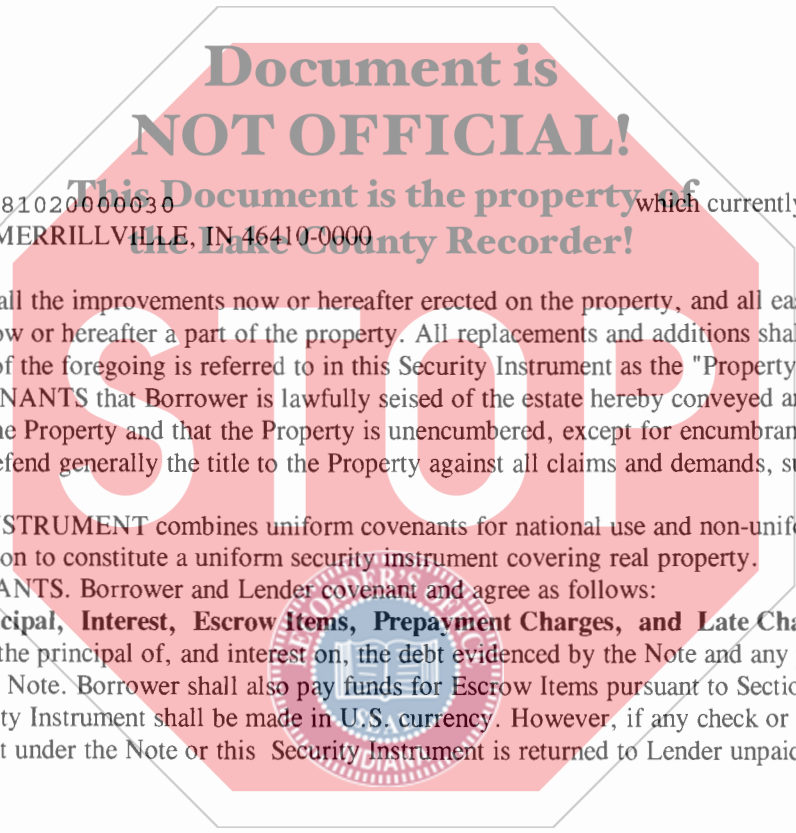 Document is
NOT OFFICIAL!
This Document is the property of
the Lake County Recorder!
81020000030 which currently
MERRILLVILLE, IN 46410-0000
all the improvements now or hereafter erected on the property, and all
or hereafter a part of the property. All replacements and additions
of the foregoing is referred to in this Security Instrument as the "Property
NANTS that Borrower is lawfully seised of the estate hereby conveyed
Property and that the Property is unencumbered, except for
efend generally the title to the Property against all claims and demands,
STOP
STRUMENT combines uniform covenants for national use and
on to constitute a uniform security instrument covering real property.
ANTS. Borrower and Lender covenant and agree as follows:
cipal, Interest, Escrow Items, Prepayment Charges, and Late Cha
the principal of, and interest on, the debt evidenced by the Note and any
Note. Borrower shall also pay funds for Escrow Items pursuant to Sectio
ty Instrument shall be made in U.S. currency. However, if any check or
t under the Note or this Security Instrument is returned to Lender unpaid
RECORDER'S OFFICE
INDIANA